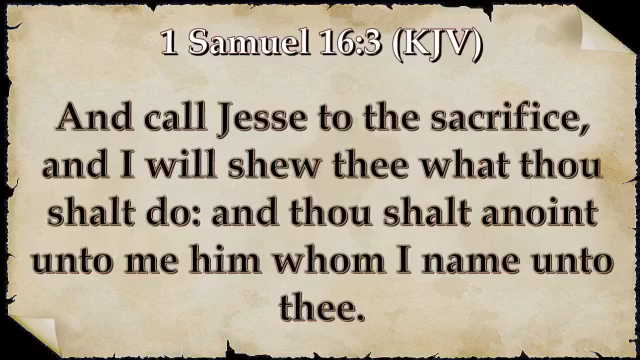 1 Samuel 16:3 (KJV)
And call Jesse to the sacrifice,
and I will shew thee what thou
shalt do: and thou shalt anoint
unto me him whom I name unto
thee.